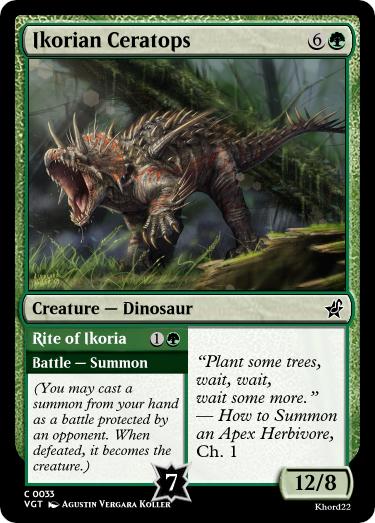 Ikorian Ceratops 6
Creature — Dinosaur
Rite of Ikoria 1
Battle — Summon
(You may cast a
summon from your hand
as a battle protected by
an opponent. When
defeated, it becomes the
creature.)
“Plant some trees,
wait, wait,
wait some more.”
— How to Summon
an Apex Herbivore,
Ch. 1
7
12/8
C 0033
VGT Agustin Vergara Koller
Khord22